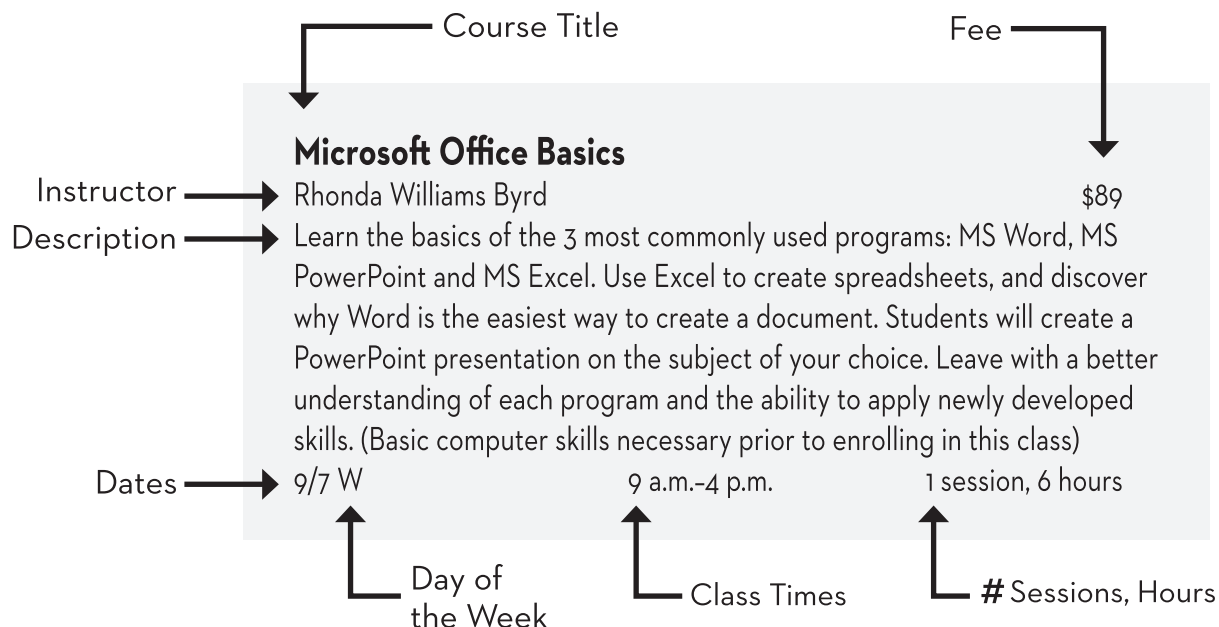 Course Title
Fee
Microsoft Office Basics
Instructor
Rhonda Williams Byrd
$89
Description
Learn the basics of the 3 most commonly used programs: MS Word, MS
PowerPoint and MS Excel. Use Excel to create spreadsheets, and discover
why Word is the easiest way to create a document. Students will create a
PowerPoint presentation on the subject of your choice. Leave with a better
understanding of each program and the ability to apply newly developed
skills. (Basic computer skills necessary prior to enrolling in this class)
Dates
9/7 W
9 a.m.–4 p.m.
1 session, 6 hours
Day of
the Week
Class Times
# Sessions, Hours